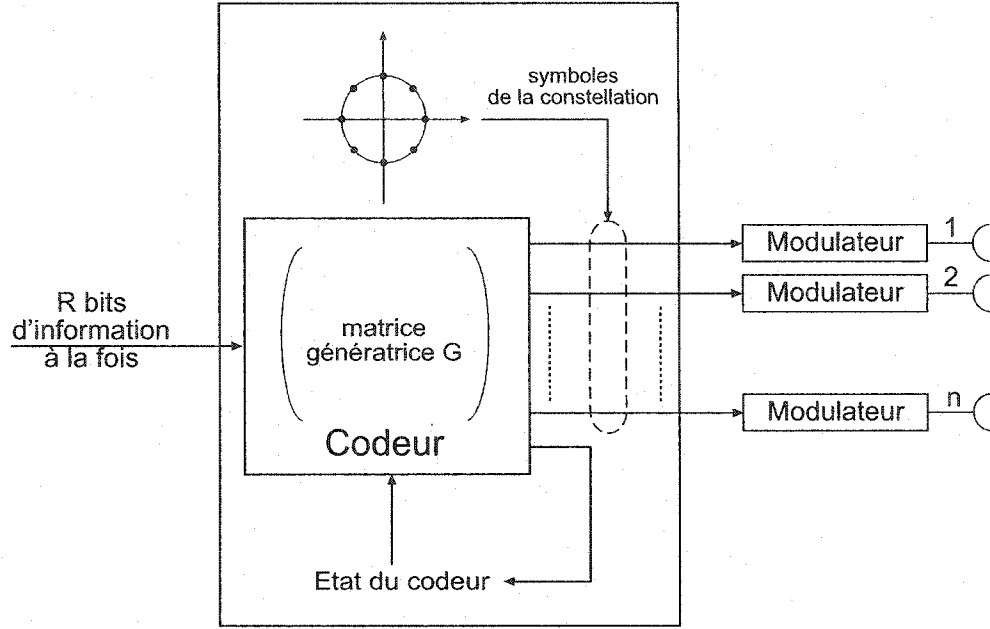 symboles
de la constellation
R bits
d'information
à la fois
matrice
génératrice G
Codeur
Etat du codeur
Modulateur
1
Modulateur
2
Modulateur
n